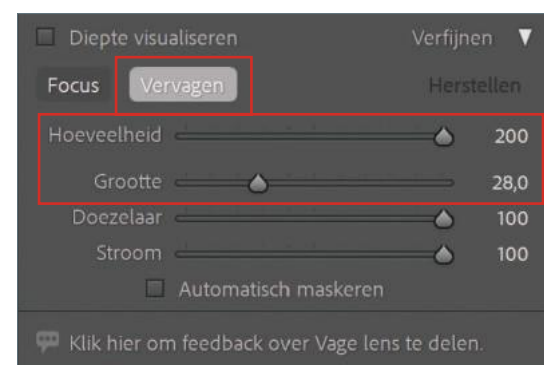 Diepte visualiseren Verfijnen
Focus Vervagen Herstellen
Hoeveelheid 200
Grootte 28,0
Doezelaar 100
Stroom 100
Automatisch maskeren
Klik hier om feedback over Vage lens te delen.